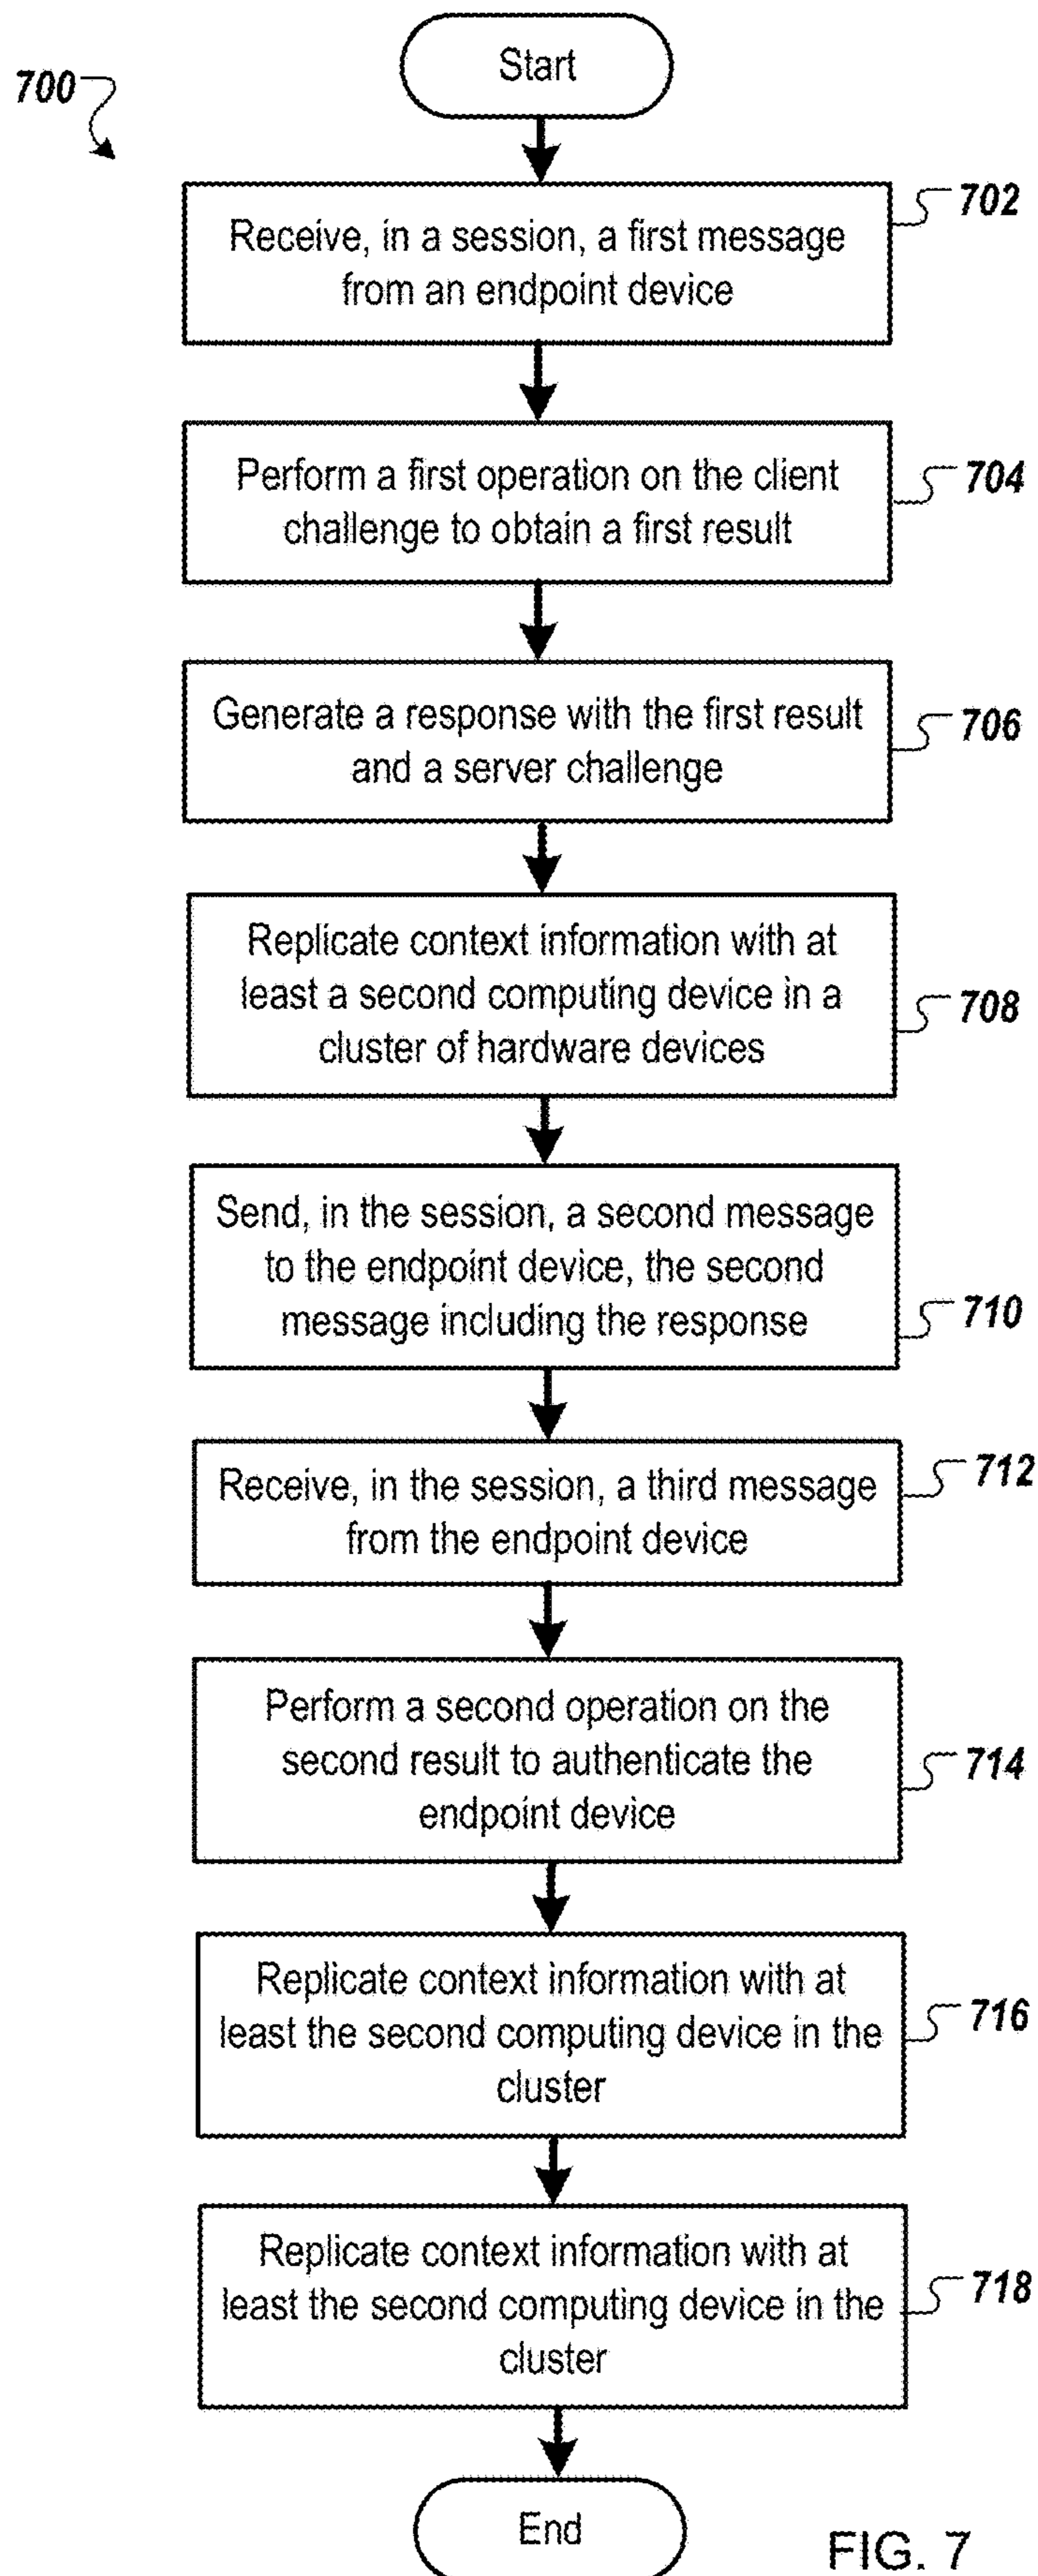 Start
700
Receive, in a session, a first message
from an endpoint device
702
Perform a first operation on the client
challenge to obtain a first result
704
Generate a response with the first result
and a server challenge
706
Replicate context information with at
least a second computing device in a
cluster of hardware devices
708
Send, in the session, a second message
to the endpoint device, the second
message including the response
710
Receive, in the session, a third message
from the endpoint device
712
Perform a second operation on the
second result to authenticate the
endpoint device
714
Replicate context information with at
least the second computing device in the
cluster
716
Replicate context information with at
least the second computing device in the
cluster
718
End
FIG. 7